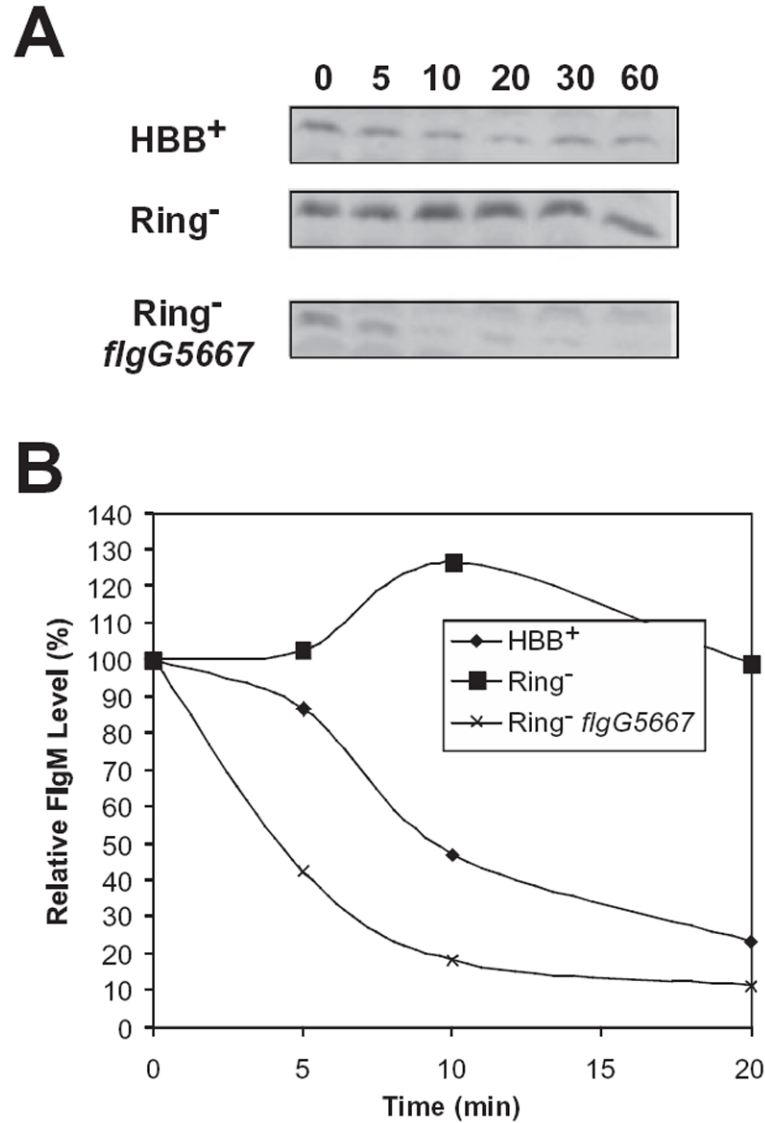 A
0 5 10 20 30 60
HBB+
Ring-
Ring-
flgG5667
B
140
130
120
110
100
90
80
70
60
50
40
30
20
10
0
Relative FlgM Level (%)
HBB+
Ring-
Ring- flgG5667
0 5 10 15 20
Time (min)